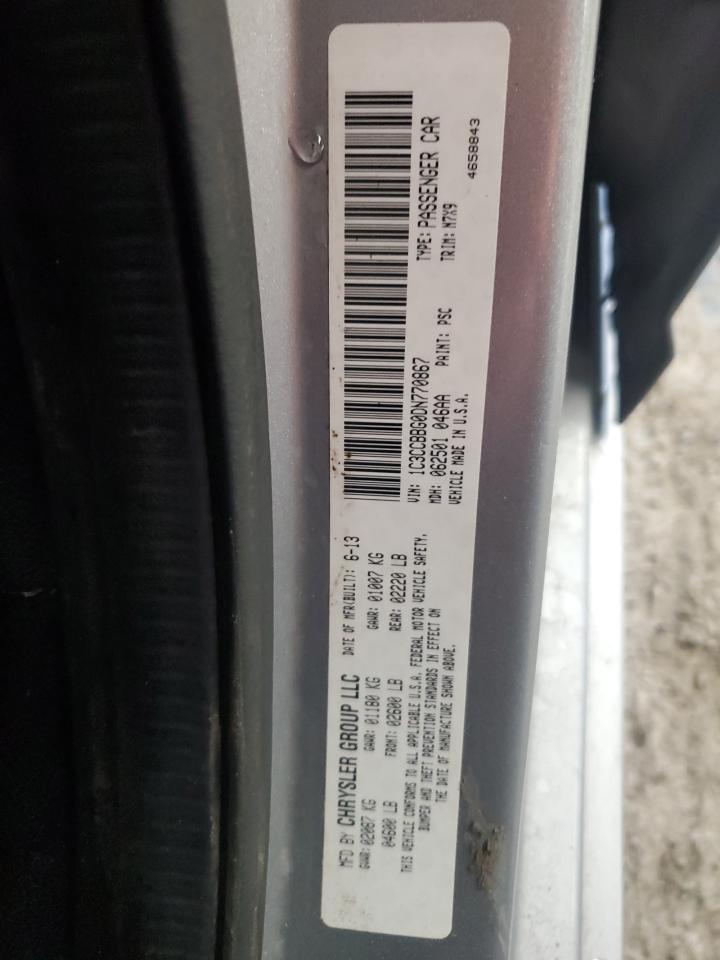 MFD BY CHRYSLER GROUP LLC DATE OF MFR(BUILT): 6-13
GVWR: 02087 KG GAWR: 01180 KG GAWR: 01007 KG
04600 LB FRONT: 02600 LB REAR: 02220 LB
THIS VEHICLE CONFORMS TO ALL APPLICABLE U.S.A. FEDERAL MOTOR VEHICLE SAFETY,
BUMPER AND THEFT PREVENTION STANDARDS IN EFFECT ON
THE DATE OF MANUFACTURE SHOWN ABOVE.
VIN: 1C3CCBBG0DN770867 TYPE: PASSENGER CAR
MDH: 062501 046AA PAINT: PSC TRIM: N7X9
VEHICLE MADE IN U.S.A. 4658843